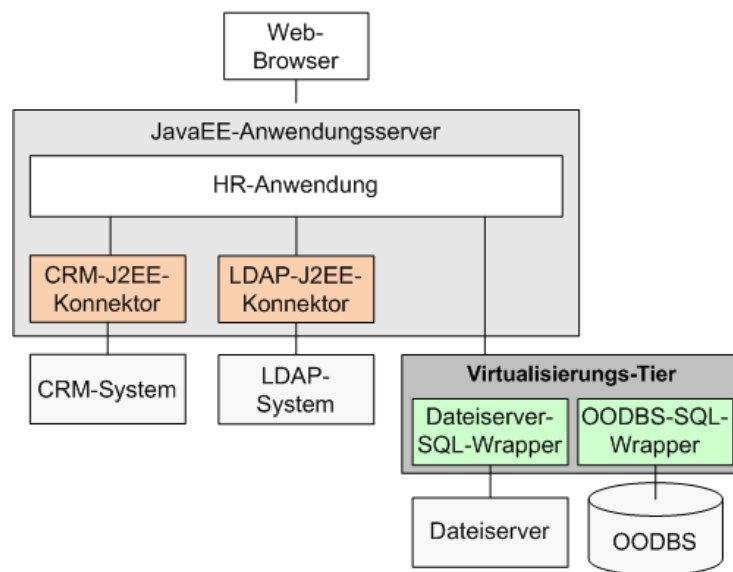 Web-
Browser
JavaEE-Anwendungsserver
HR-Anwendung
CRM-J2EE-
Konnektor
LDAP-J2EE-
Konnektor
CRM-System
LDAP-
System
Virtualisierungs-Tier
Dateiserver-
SQL-Wrapper
OODBS-SQL-
Wrapper
Dateiserver
OODBS